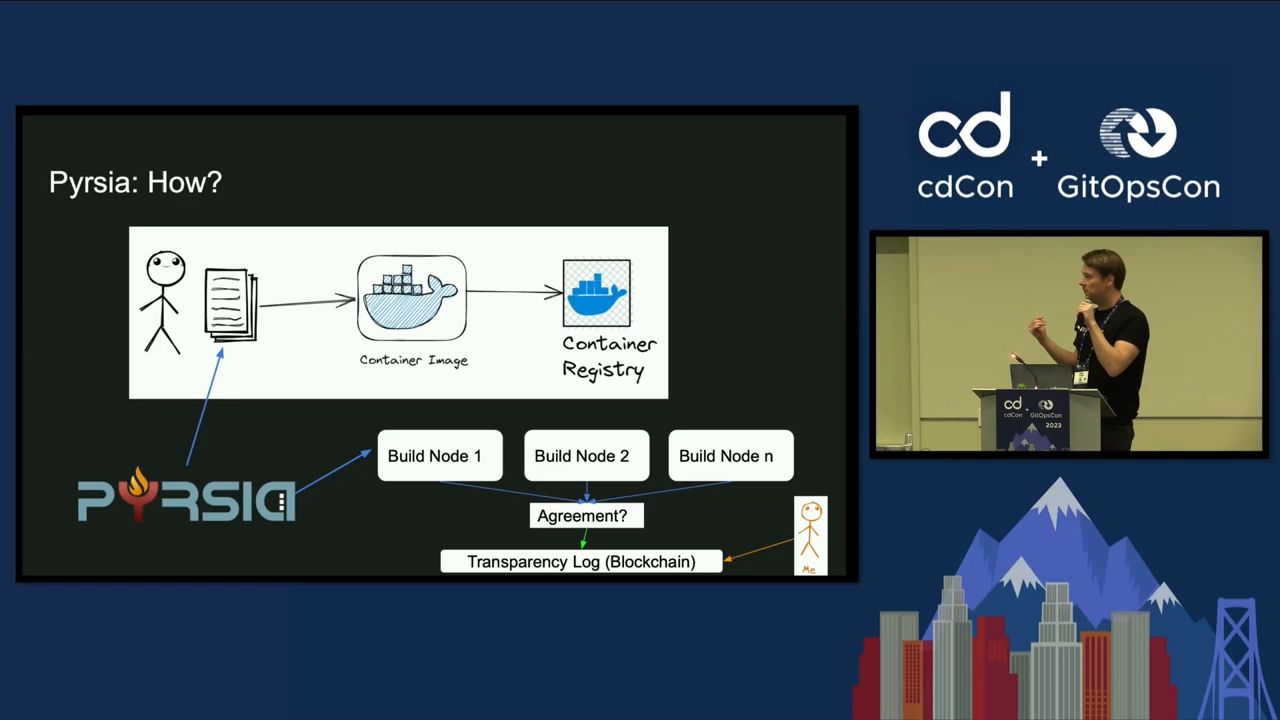 Pyrsia: How?
Container Image
Container
Registry
PYRSIA
Build Node 1
Build Node 2
Build Node n
Agreement?
Transparency Log (Blockchain)
Me
cd
cdCon
+
GitOpsCon
cd
cdCon
+
GitOpsCon
2023